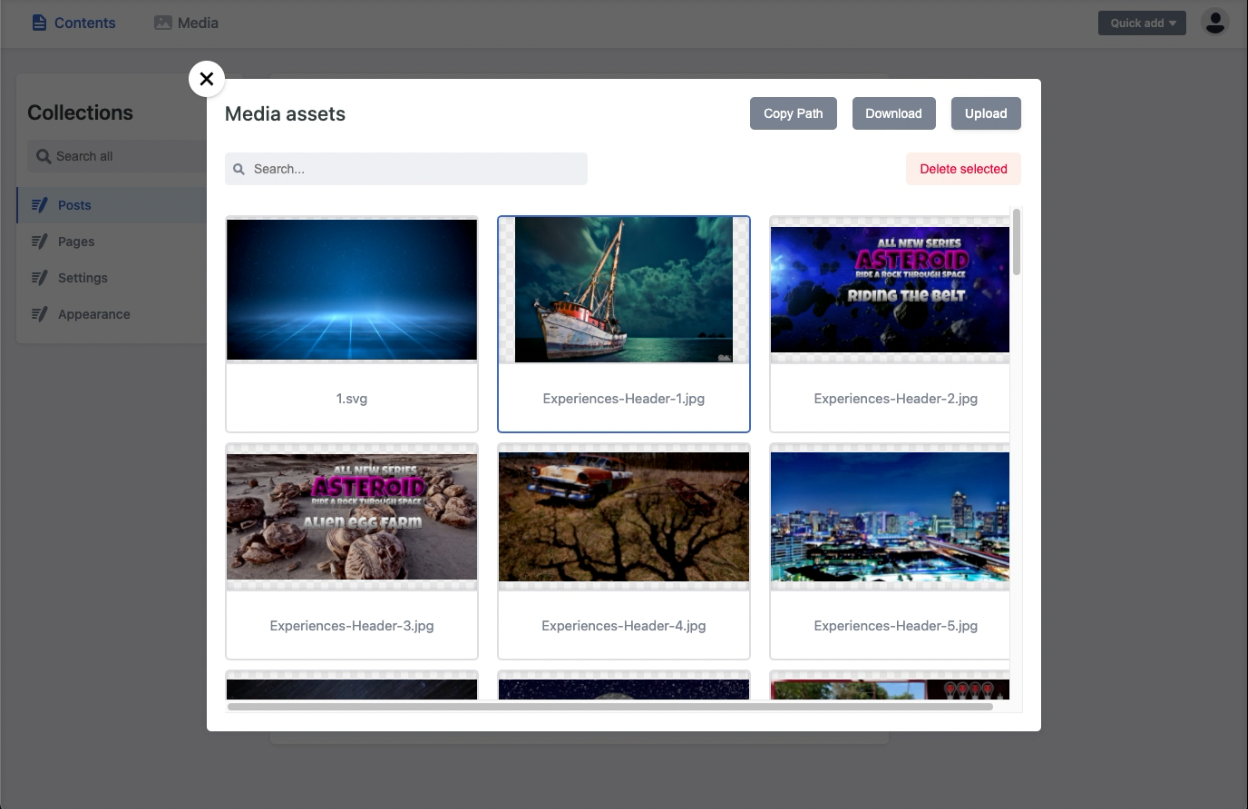 Contents
Media
Quick add
Collections
Search all
Posts
Pages
Settings
Appearance
Media assets
Copy Path
Download
Upload
Search...
Delete selected
1.svg
Experiences-Header-1.jpg
ALL NEW SERIES
ASTEROID
RIDE A ROCK THROUGH SPACE
RIDING THE BELT
Experiences-Header-2.jpg
ALL NEW SERIES
ASTEROID
RIDE A ROCK THROUGH SPACE
ALIEN EGG FARM
Experiences-Header-3.jpg
Experiences-Header-4.jpg
Experiences-Header-5.jpg